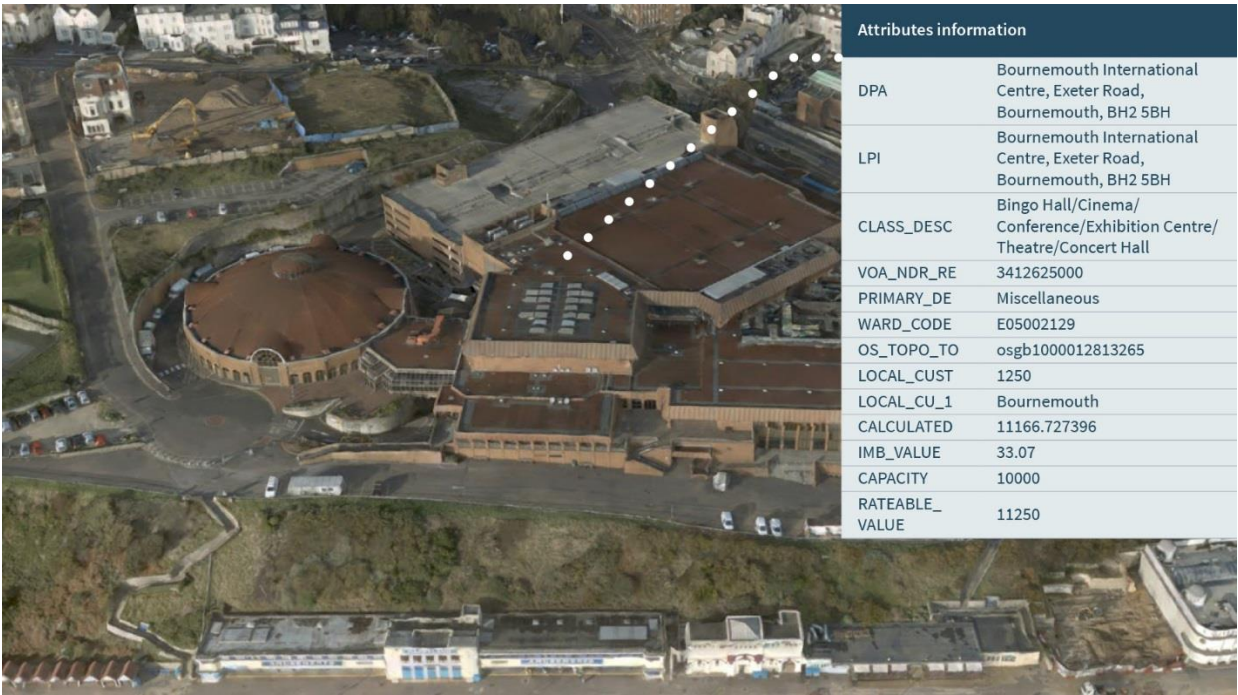 Attributes information
DPA
Bournemouth International
Centre, Exeter Road,
Bournemouth, BH2 5BH
LPI
Bournemouth International
Centre, Exeter Road,
Bournemouth, BH2 5BH
CLASS_DESC
Bingo Hall/Cinema/
Conference/Exhibition Centre/
Theatre/Concert Hall
VOA_NDR_RE 3412625000
PRIMARY_DE Miscellaneous
WARD_CODE E05002129
OS_TOPO_TO osgb1000012813265
LOCAL_CUST 1250
LOCAL_CU_1 Bournemouth
CALCULATED 11166.727396
IMB_VALUE 33.07
CAPACITY 10000
RATEABLE_
VALUE
11250